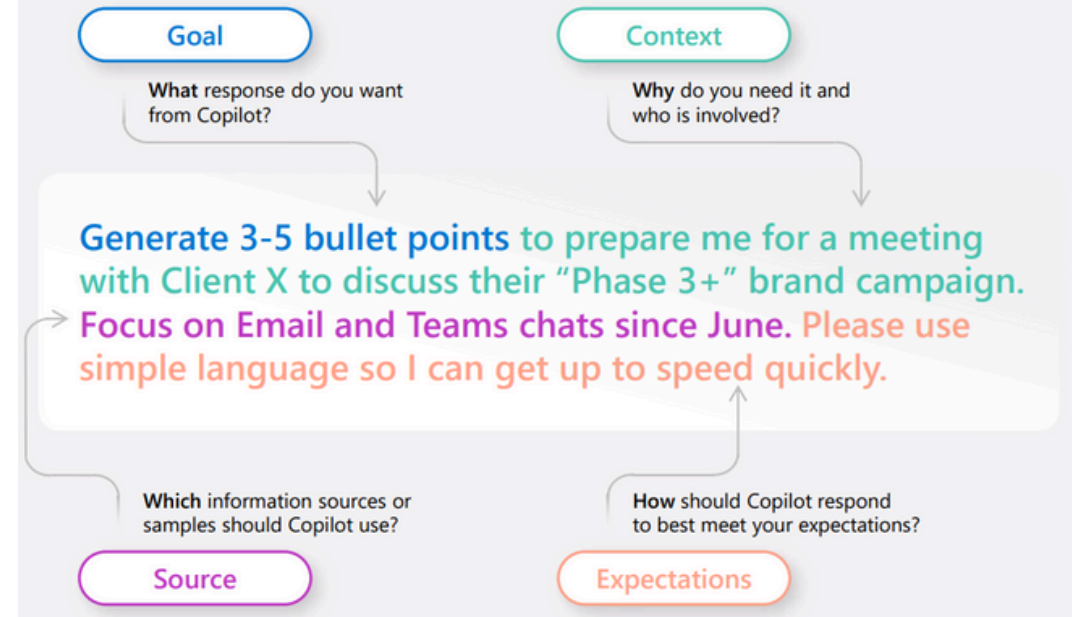 Goal
Context
What response do you want
from Copilot?
Why do you need it and
who is involved?
Generate 3-5 bullet points to prepare me for a meeting
with Client X to discuss their “Phase 3+” brand campaign.
Focus on Email and Teams chats since June. Please use
simple language so I can get up to speed quickly.
Which information sources or
samples should Copilot use?
How should Copilot respond
to best meet your expectations?
Source
Expectations